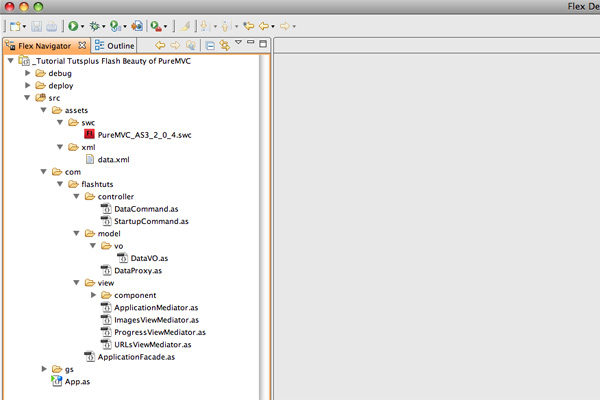 Flex De
Flex Navigator Outline
_Tutorial Tutsplus Flash Beauty of PureMVC
debug
deploy
src
assets
swc
PureMVC_AS3_2_0_4.swc
xml
data.xml
com
flashtuts
controller
DataCommand.as
StartupCommand.as
model
vo
DataVO.as
DataProxy.as
view
component
ApplicationMediator.as
ImagesViewMediator.as
ProgressViewMediator.as
URLsViewMediator.as
ApplicationFacade.as
gs
App.as